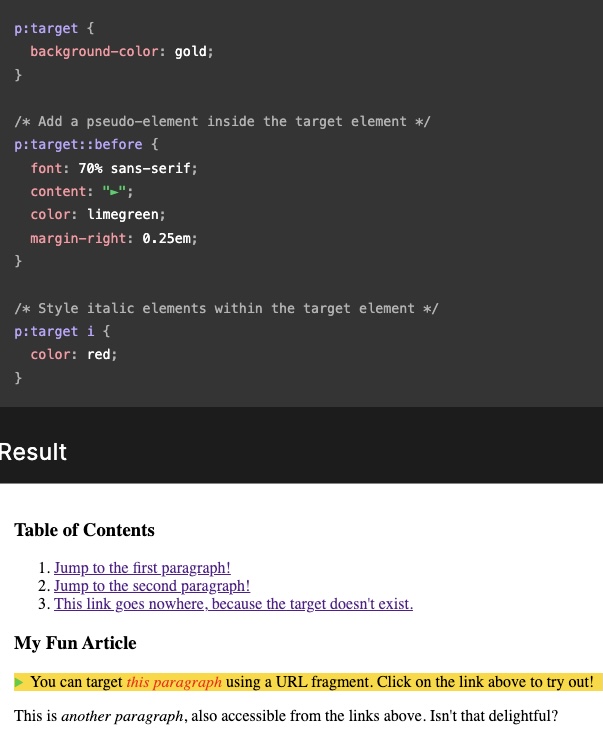 p:target {
background-color: gold;
}
/* Add a pseudo-element inside the target element */
p:target::before {
font: 70% sans-serif;
content: "►";
color: limegreen;
margin-right: 0.25em;
}
/* Style italic elements within the target element */
p:target i {
color: red;
}
Result
Table of Contents
1. Jump to the first paragraph!
2. Jump to the second paragraph!
3. This link goes nowhere, because the target doesn't exist.
My Fun Article
► You can target this paragraph using a URL fragment. Click on the link above to try out!
This is another paragraph, also accessible from the links above. Isn't that delightful?